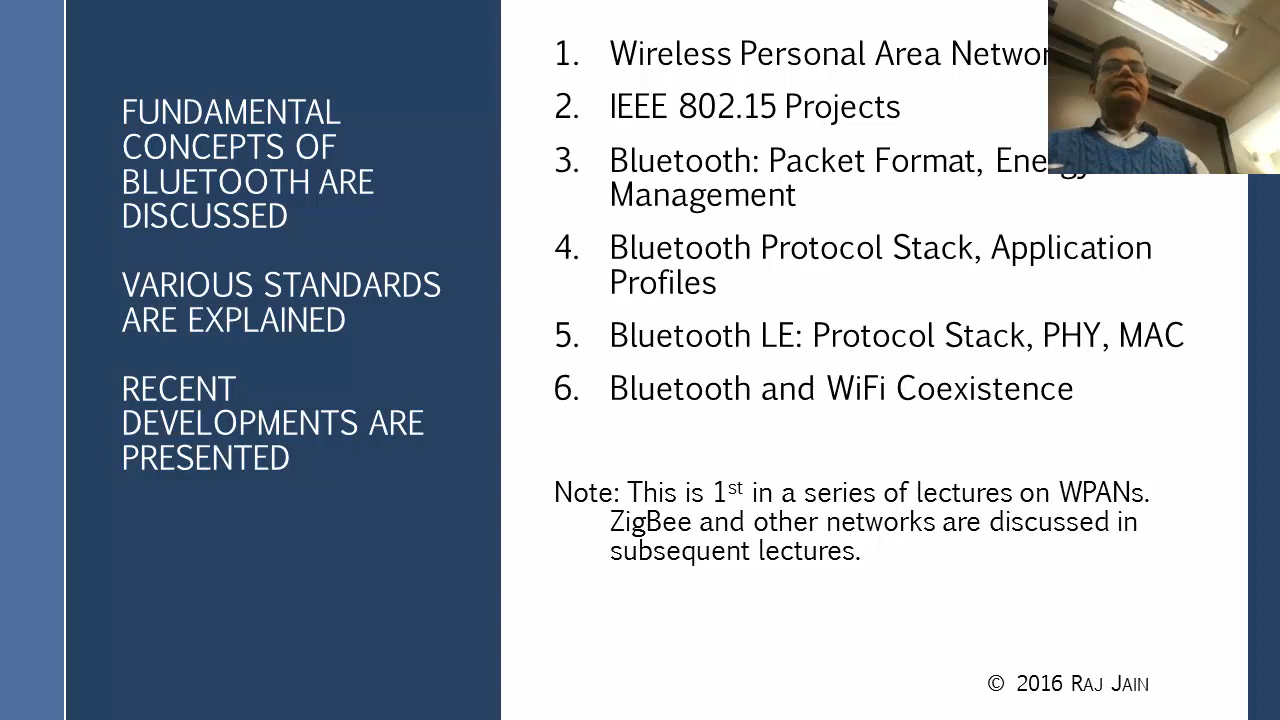 FUNDAMENTAL
CONCEPTS OF
BLUETOOTH ARE
DISCUSSED
VARIOUS STANDARDS
ARE EXPLAINED
RECENT
DEVELOPMENTS ARE
PRESENTED
1. Wireless Personal Area
2. IEEE 802.15 Projects
3. Bluetooth: Packet Format, Energy
Management
4. Bluetooth Protocol Stack, Application
Profiles
5. Bluetooth LE: Protocol Stack, PHY, MAC
6. Bluetooth and WiFi Coexistence
Note: This is 1st in a series of lectures on WPANs.
ZigBee and other networks are discussed in
subsequent lectures.
© 2016 RAJ JAIN